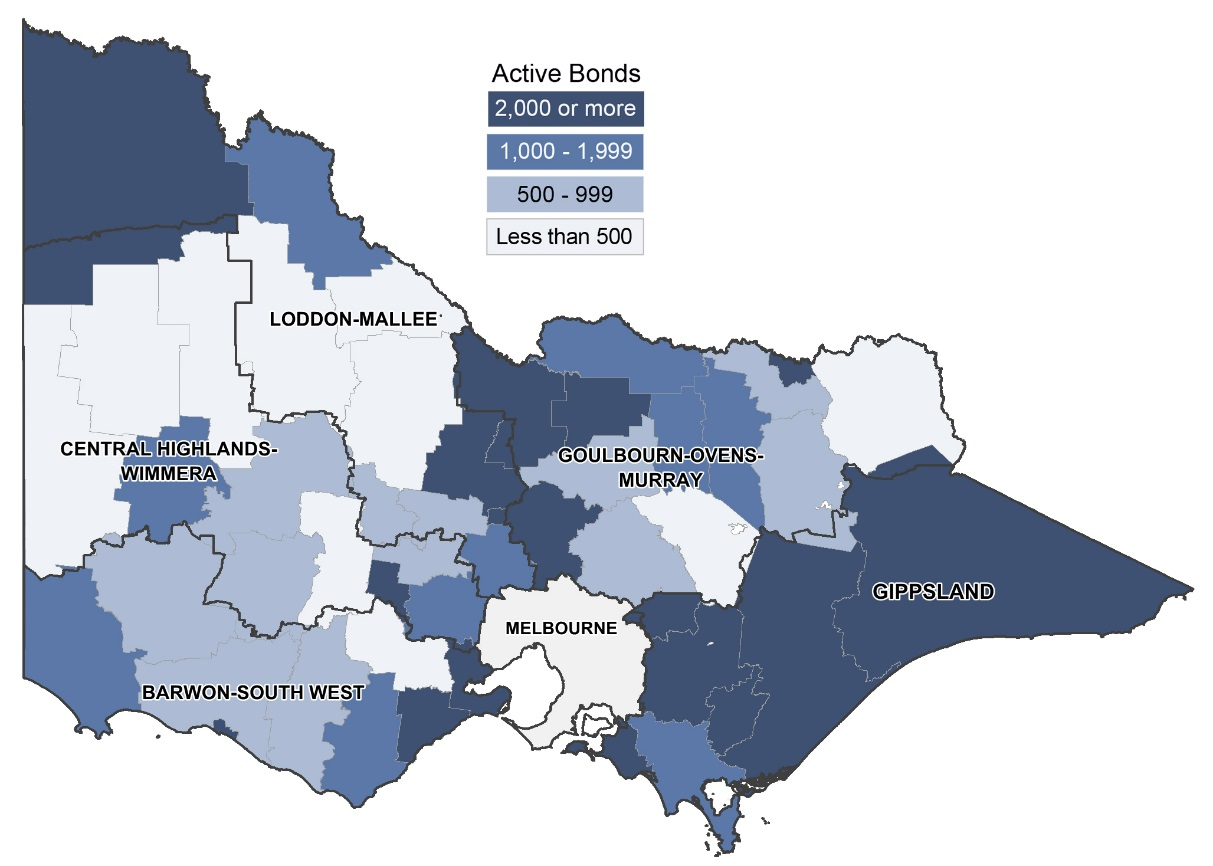 Active Bonds
2,000 or more
1,000 - 1,999
500 - 999
Less than 500
LODDON-MALLEE
CENTRAL HIGHLANDS-
WIMMERA
GOULBOURN-OVENS-
MURRAY
GIPPSLAND
MELBOURNE
BARWON-SOUTH WEST